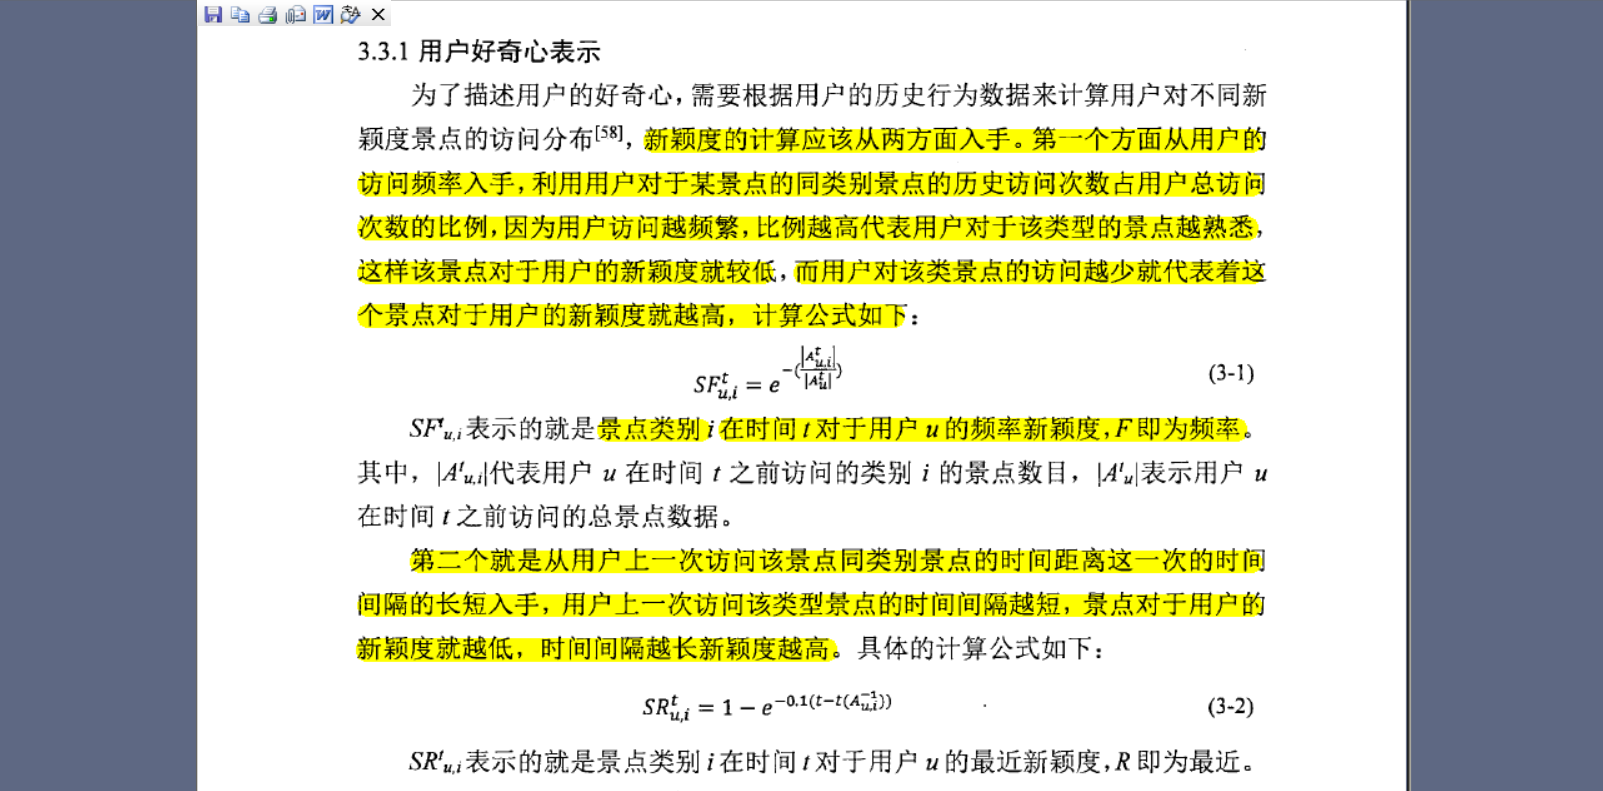 3.3.1 用户好奇心表示
为了描述用户的好奇心，需要根据用户的历史行为数据来计算用户对不同新
颖度景点的访问分布[58]，新颖度的计算应该从两方面入手。第一个方面从用户的
访问频率入手，利用用户对于某景点的同类别景点的历史访问次数占用户总访问
次数的比例，因为用户访问越频繁，比例越高代表用户对于该类型的景点越熟悉，
这样该景点对于用户的新颖度就较低，而用户对该类景点的访问越少就代表着这
个景点对于用户的新颖度就越高，计算公式如下：
SF^t_{u,i} = e^{-(|A^t_{u,i}|/|A^t_u|)} (3-1)
SF^t_{u,i}表示的就是景点类别 i 在时间 t 对于用户 u 的频率新颖度，F 即为频率。
其中，|A^t_{u,i}|代表用户 u 在时间 t 之前访问的类别 i 的景点数目，|A^t_u|表示用户 u
在时间 t 之前访问的总景点数据。
第二个就是从用户上一次访问该景点同类别景点的时间距离这一次的时间
间隔的长短入手，用户上一次访问该类型景点的时间间隔越短，景点对于用户的
新颖度就越低，时间间隔越长新颖度越高。具体的计算公式如下：
SR^t_{u,i} = 1 − e^{−0.1(t−t(A^{-1}_{u,i}))} (3-2)
SR^t_{u,i}表示的就是景点类别 i 在时间 t 对于用户 u 的最近新颖度，R 即为最近。